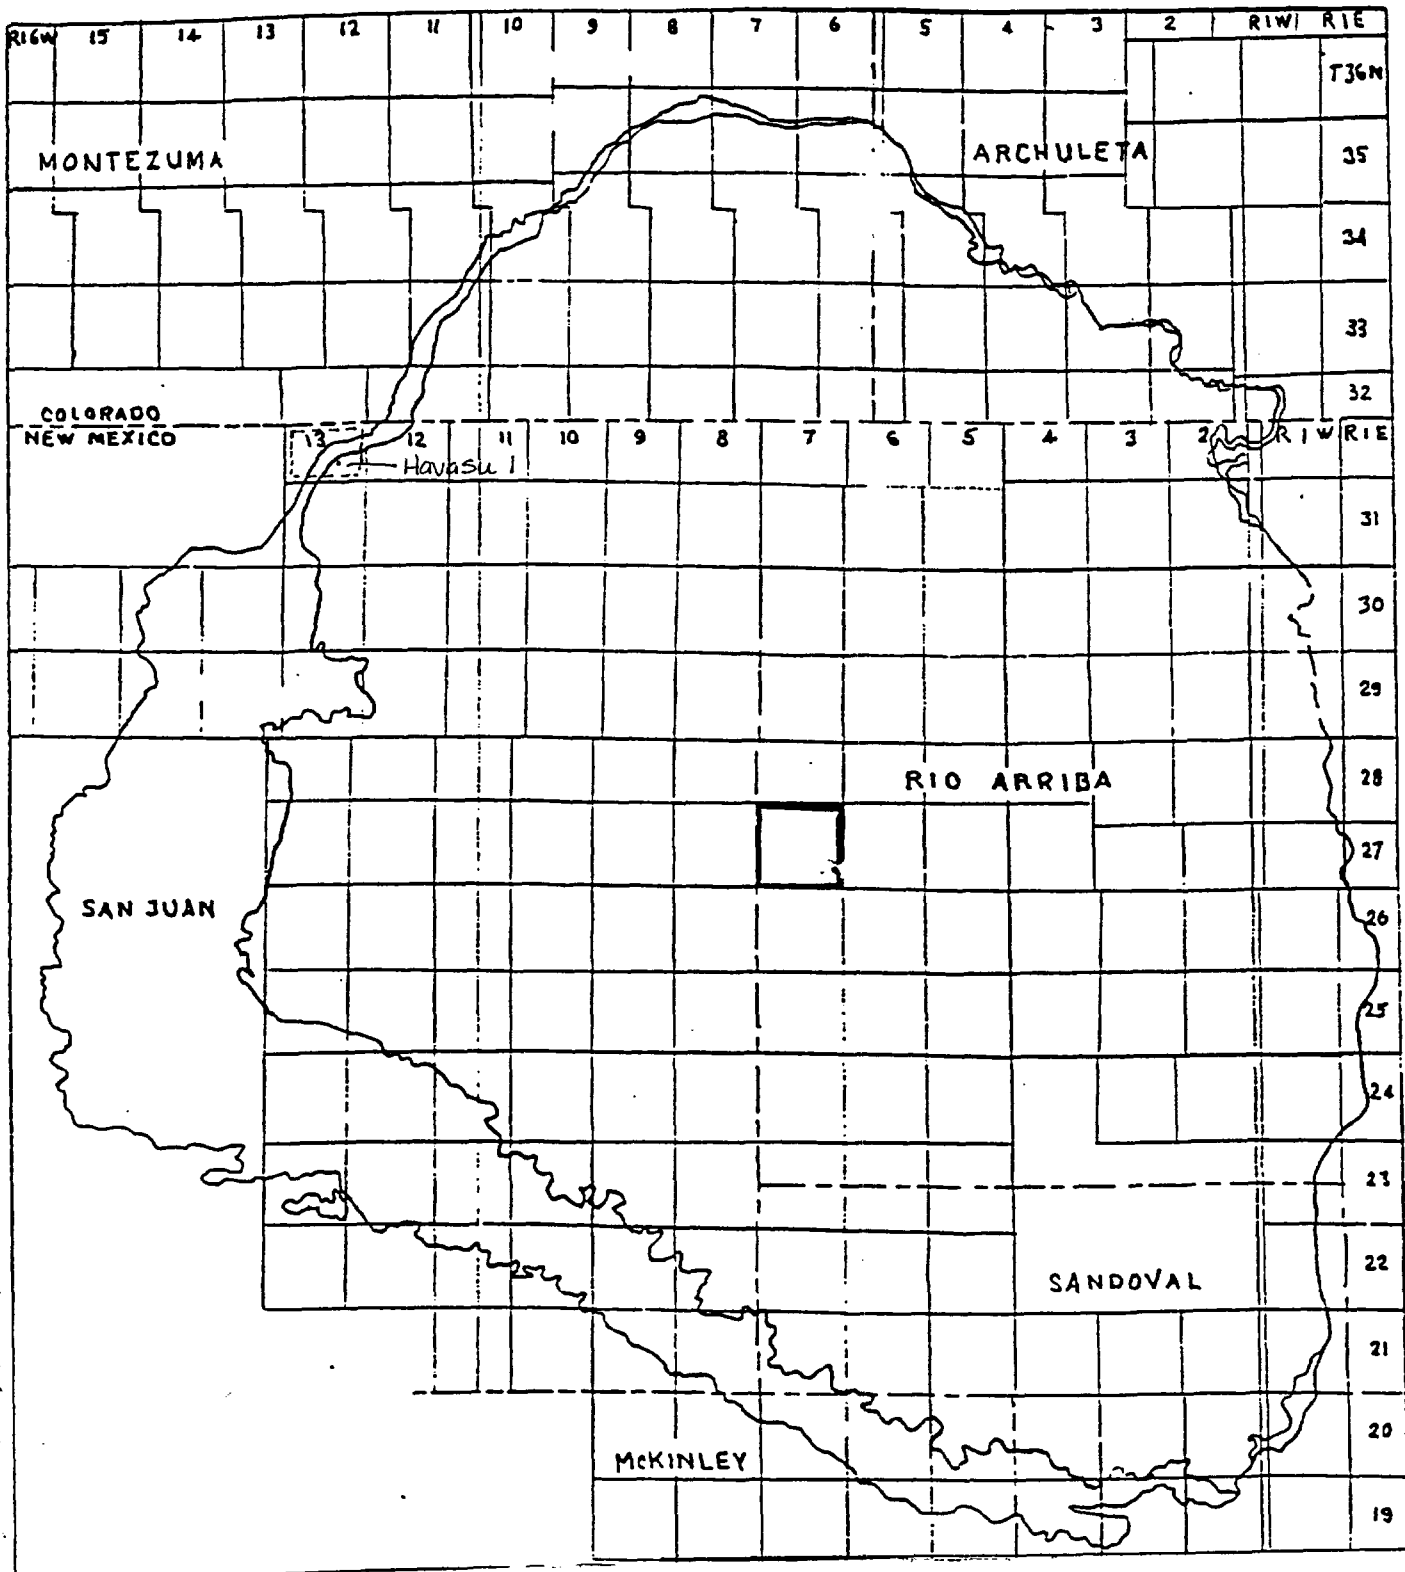 R16W 15 14 13 12 11 10 9 8 7 6 5 4 3 2 R1W R1E
T36N
MONTEZUMA ARCHULETA 35
34
33
32
COLORADO
NEW MEXICO 13 12 11 10 9 8 7 6 5 4 3 2 R1W R1E
Havasu 1
31
30
29
28
RIO ARRIBA
27
SAN JUAN 26
25
24
23
22
SANDOVAL
21
20
McKINLEY
19